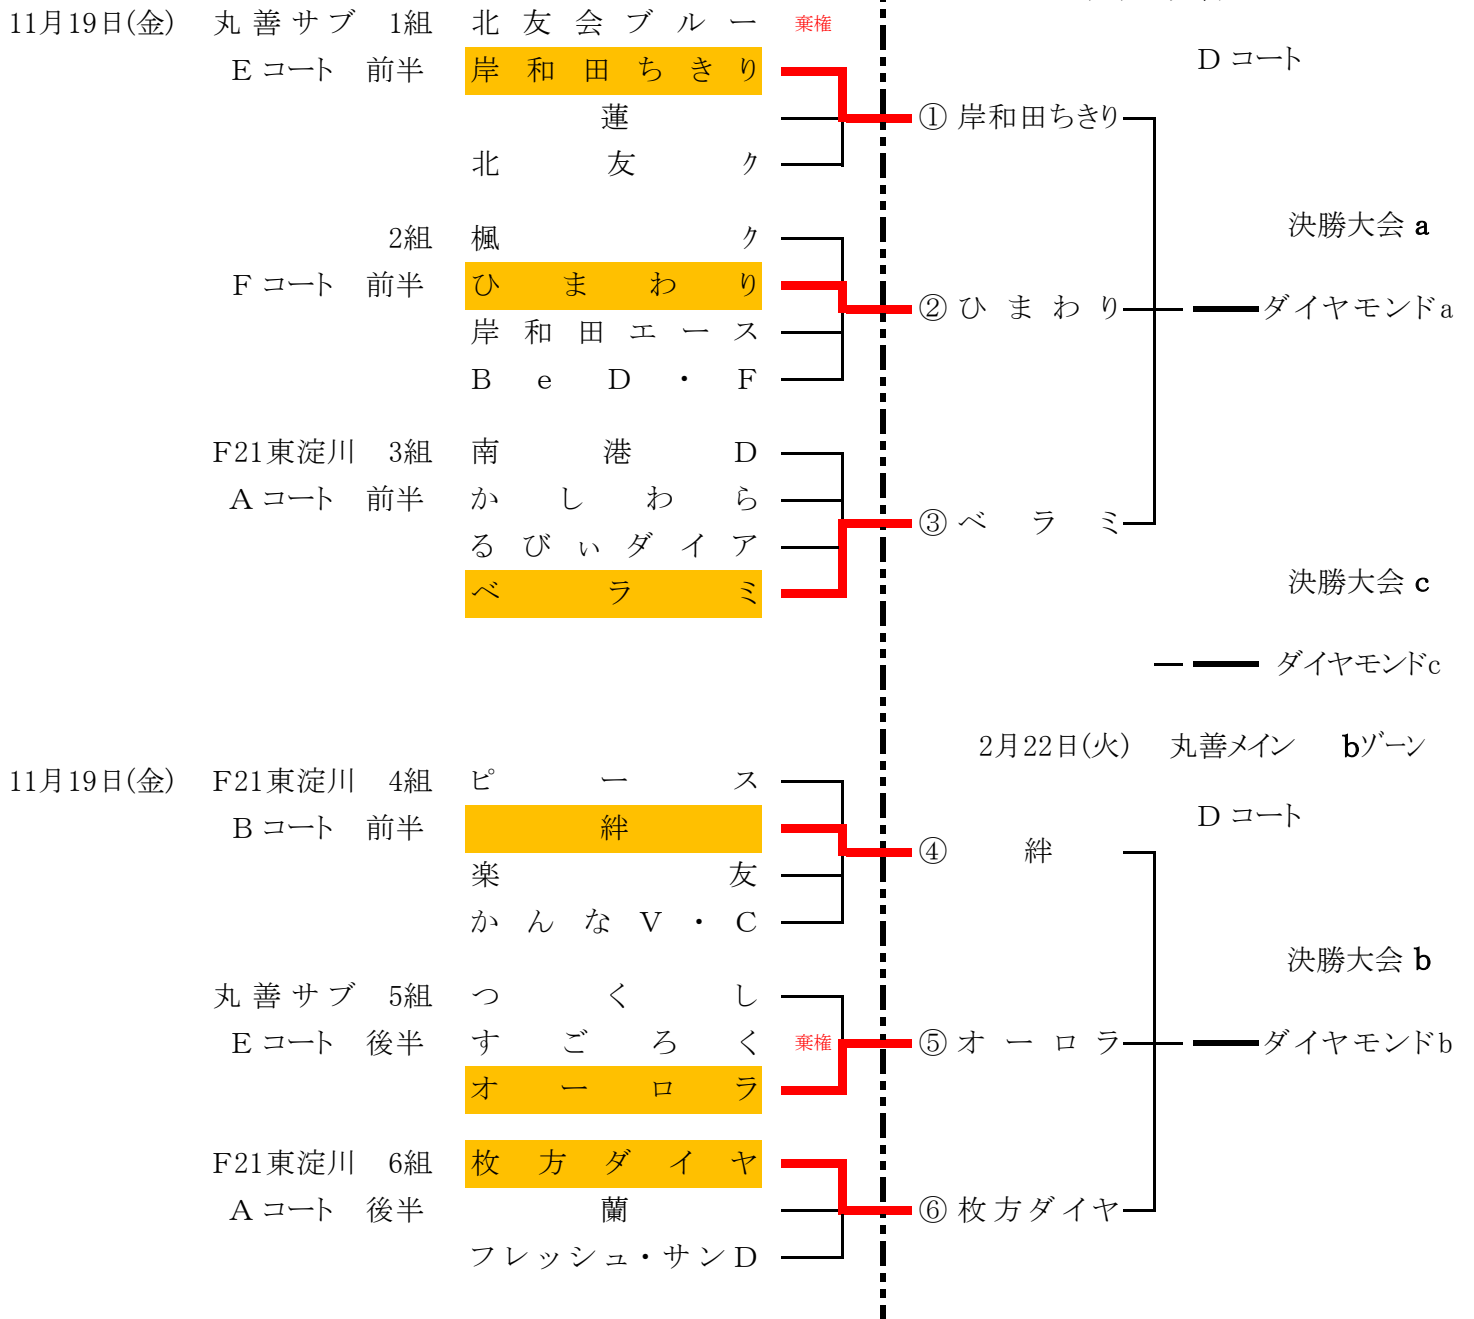 11月19日(金) 丸善サブ 1組 北友会ブルー 棄権
Eコート 前半 岸和田ちきり
Dコート
蓮
① 岸和田ちきり
北友ク
決勝大会 a
2組 楓ク
Fコート 前半 ひまわり
② ひまわり
ダイヤモンドa
岸和田エース
BeD・F
F21東淀川 3組 南港D
Aコート 前半 かしわら
③ ベラミ
るびぃダイア
ベラミ
決勝大会 c
ダイヤモンドc
2月22日(火) 丸善メイン bゾーン
11月19日(金) F21東淀川 4組 ピース
Bコート 前半 絆
Dコート
④ 絆
楽友
かんなV・C
決勝大会 b
丸善サブ 5組 つくし
Eコート 後半 すごろく 棄権
⑤ オーロラ
ダイヤモンドb
オーロラ
F21東淀川 6組 枚方ダイヤ
Aコート 後半 蘭
⑥ 枚方ダイヤ
フレッシュ・サンD